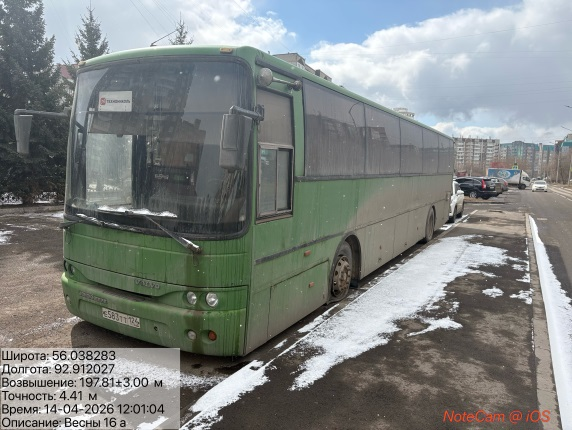 Е583ТТ124
Широта: 56.038283
Долгота: 92.912027
Возвышение: 197.81±3.00 м
Точность: 4.41 м
Время: 14-04-2026 12:01:04
Описание: Весны 16 а
NoteCam @ iOS